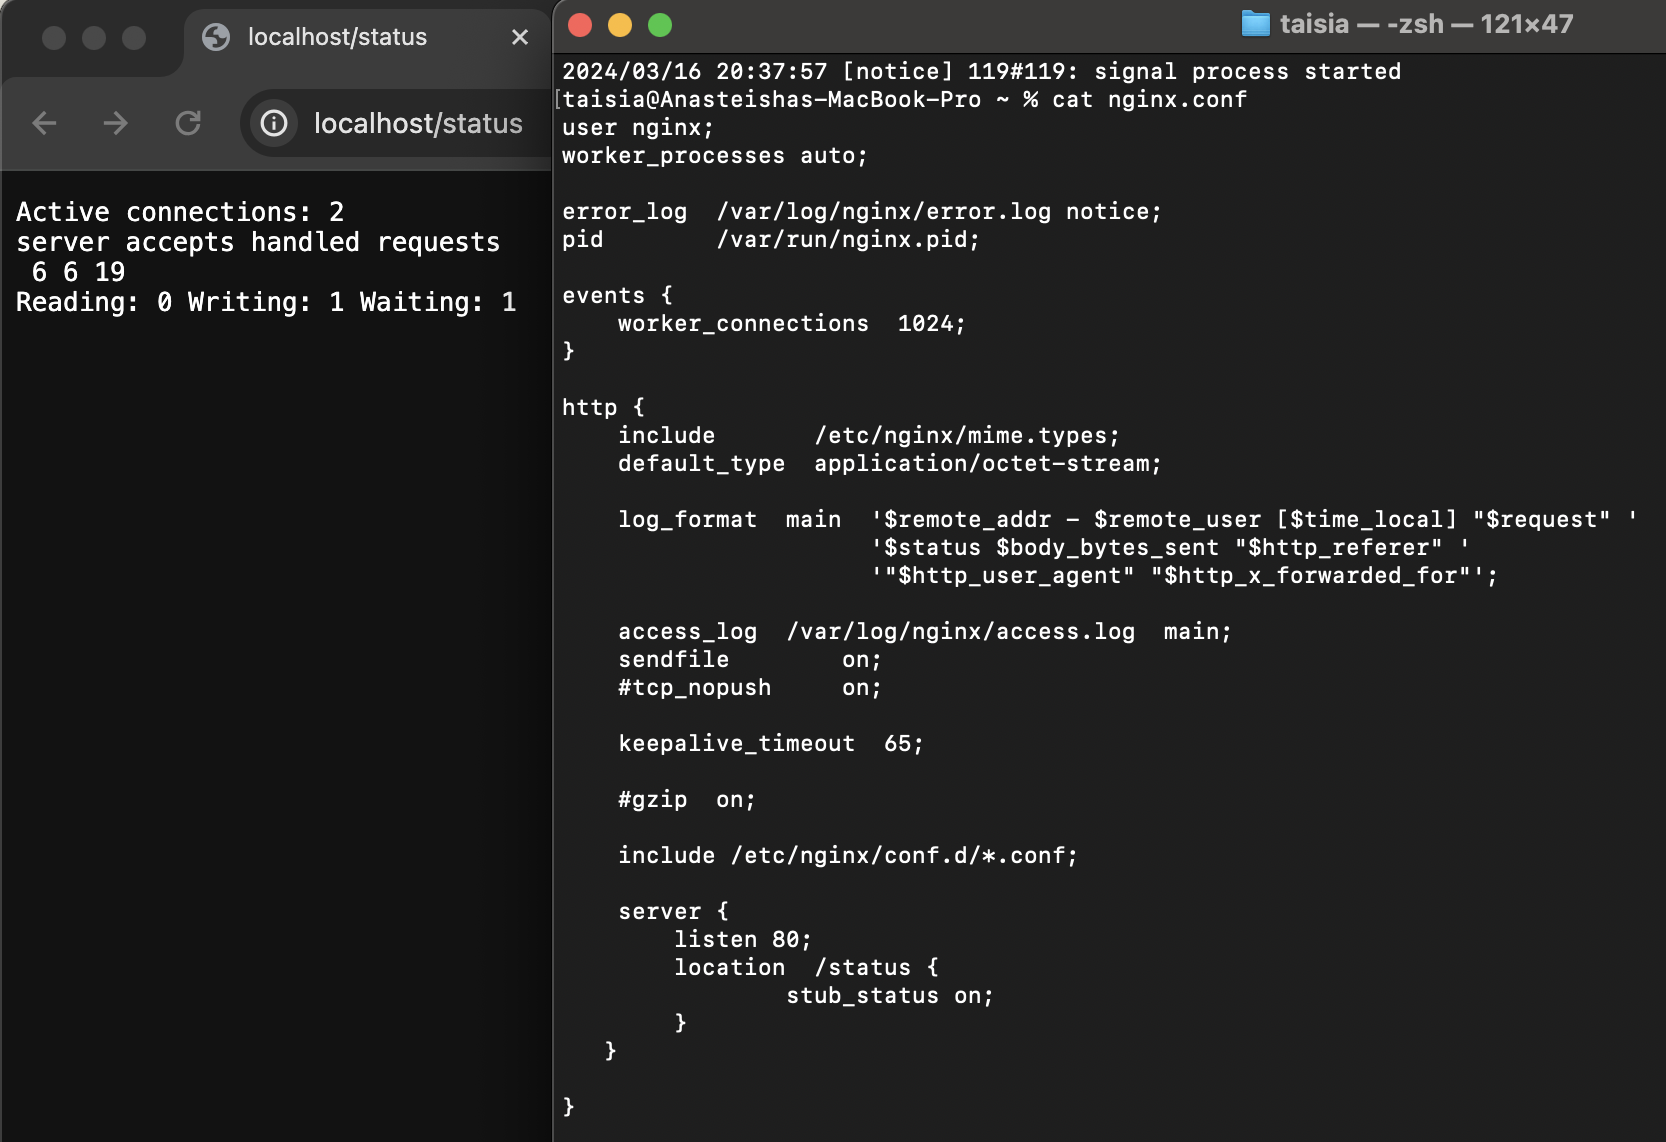 localhost/status
localhost/status
Active connections: 2
server accepts handled requests
 6 6 19
Reading: 0 Writing: 1 Waiting: 1
taisia — -zsh — 121×47
2024/03/16 20:37:57 [notice] 119#119: signal process started
[taisia@Anasteishas-MacBook-Pro ~ % cat nginx.conf
user nginx;
worker_processes auto;

error_log  /var/log/nginx/error.log notice;
pid        /var/run/nginx.pid;

events {
    worker_connections  1024;
}

http {
    include       /etc/nginx/mime.types;
    default_type  application/octet-stream;

    log_format  main  '$remote_addr - $remote_user [$time_local] "$request" '
                      '$status $body_bytes_sent "$http_referer" '
                      '"$http_user_agent" "$http_x_forwarded_for"';

    access_log  /var/log/nginx/access.log  main;
    sendfile        on;
    #tcp_nopush     on;

    keepalive_timeout  65;

    #gzip  on;

    include /etc/nginx/conf.d/*.conf;

    server {
        listen 80;
        location  /status {
                stub_status on;
        }
   }

}